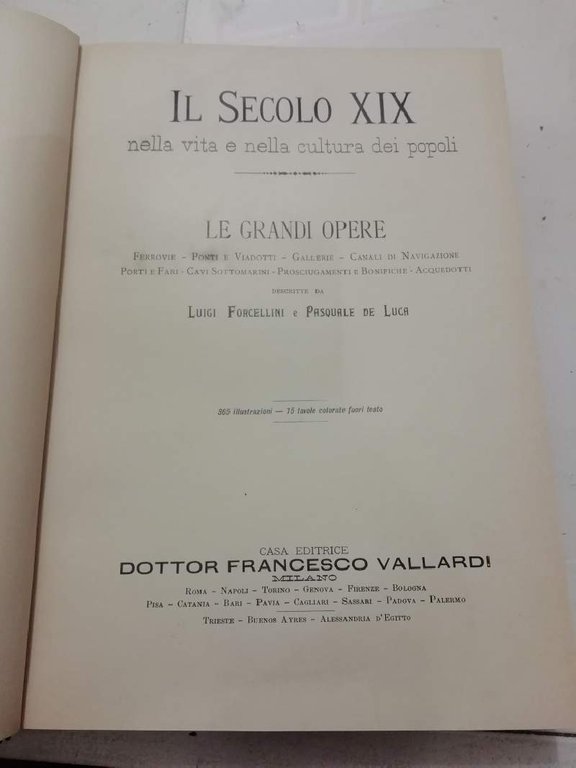 IL SECOLO XIX
nella vita e nella cultura dei popoli
LE GRANDI OPERE
FERROVIE - PONTI E VIADOTTI - GALLERIE - CANALI DI NAVIGAZIONE
PORTI E FARI - CAVI SOTTOMARINI - PROSCIUGAMENTI E BONIFICHE - ACQUEDOTTI
DESCRITTE DA
LUIGI FORCELLINI e PASQUALE DE LUCA
365 illustrazioni — 15 tavole colorate fuori testo
CASA EDITRICE
DOTTOR FRANCESCO VALLARDI
MILANO
ROMA - NAPOLI - TORINO - GENOVA - FIRENZE - BOLOGNA
PISA - CATANIA - BARI - PAVIA - CAGLIARI - SASSARI - PADOVA - PALERMO
TRIESTE - BUENOS AYRES - ALESSANDRIA D'EGITTO